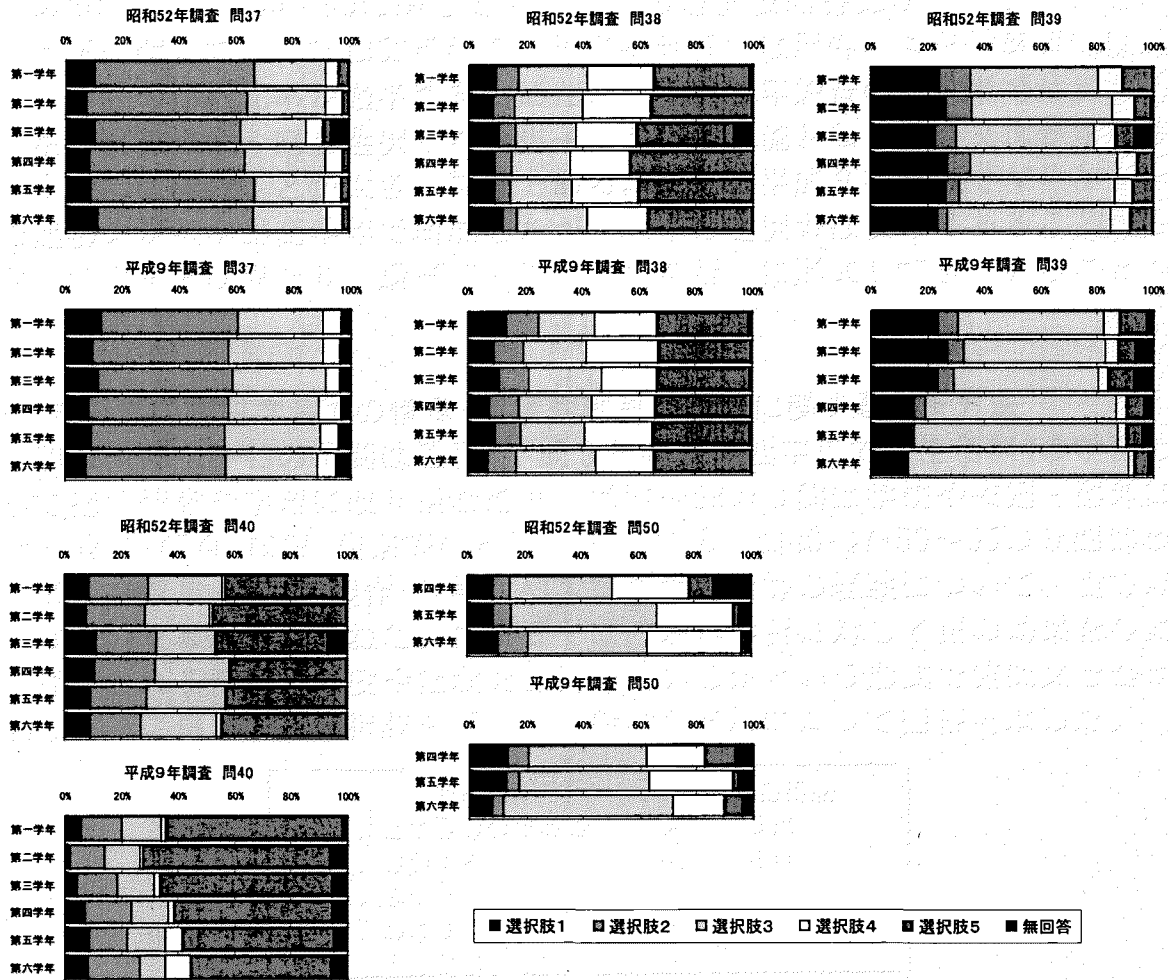 昭和52年調査 問37
0% 20% 40% 60% 80% 100%
第一学年
第二学年
第三学年
第四学年
第五学年
第六学年
昭和52年調査 問38
0% 20% 40% 60% 80% 100%
第一学年
第二学年
第三学年
第四学年
第五学年
第六学年
昭和52年調査 問39
0% 20% 40% 60% 80% 100%
第一学年
第二学年
第三学年
第四学年
第五学年
第六学年
平成9年調査 問37
0% 20% 40% 60% 80% 100%
第一学年
第二学年
第三学年
第四学年
第五学年
第六学年
平成9年調査 問38
0% 20% 40% 60% 80% 100%
第一学年
第二学年
第三学年
第四学年
第五学年
第六学年
平成9年調査 問39
0% 20% 40% 60% 80% 100%
第一学年
第二学年
第三学年
第四学年
第五学年
第六学年
昭和52年調査 問40
0% 20% 40% 60% 80% 100%
第一学年
第二学年
第三学年
第四学年
第五学年
第六学年
昭和52年調査 問50
0% 20% 40% 60% 80% 100%
第四学年
第五学年
第六学年
平成9年調査 問50
0% 20% 40% 60% 80% 100%
第四学年
第五学年
第六学年
平成9年調査 問40
0% 20% 40% 60% 80% 100%
第一学年
第二学年
第三学年
第四学年
第五学年
第六学年
選択肢1 選択肢2 選択肢3 選択肢4 選択肢5 無回答